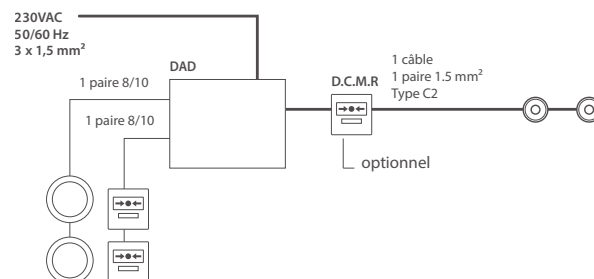 230VAC
50/60 Hz
3 x 1,5 mm²
DAD
1 paire 8/10
1 paire 8/10
D.C.M.R
1 câble
1 paire 1.5 mm²
Type C2
optionnel